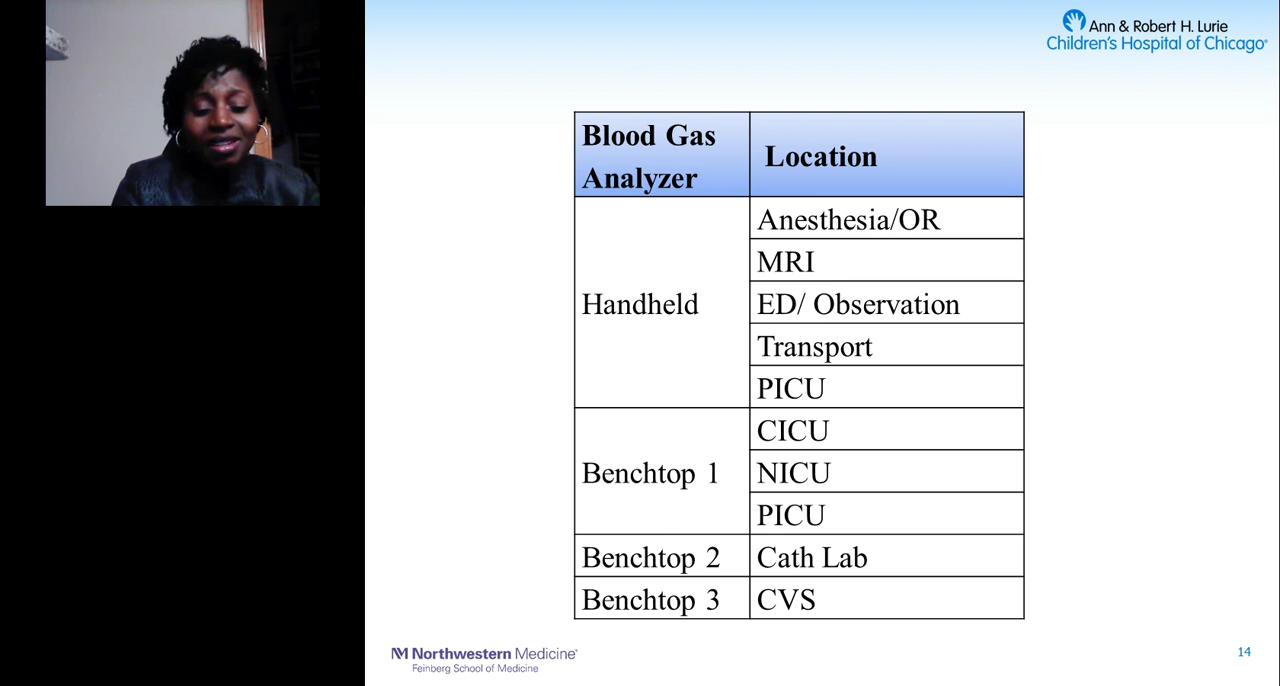 Ann & Robert H. Lurie
Children's Hospital of Chicago
Blood Gas
Analyzer
Location
Handheld
Anesthesia/OR
MRI
ED/ Observation
Transport
PICU
Benchtop 1
CICU
NICU
PICU
Benchtop 2
Cath Lab
Benchtop 3
CVS
Northwestern Medicine
Feinberg School of Medicine
14